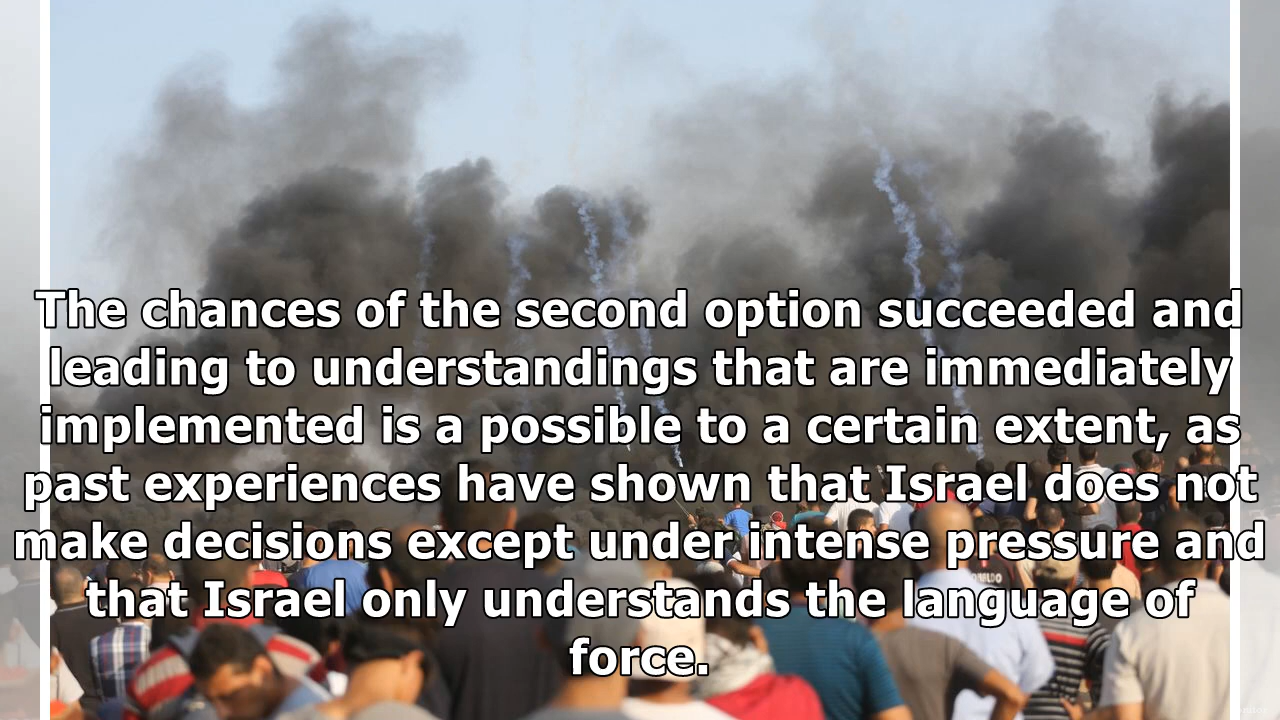 The chances of the second option succeeded and
leading to understandings that are immediately
implemented is a possible to a certain extent, as
past experiences have shown that Israel does not
make decisions except under intense pressure and
that Israel only understands the language of
force.
RONALDO